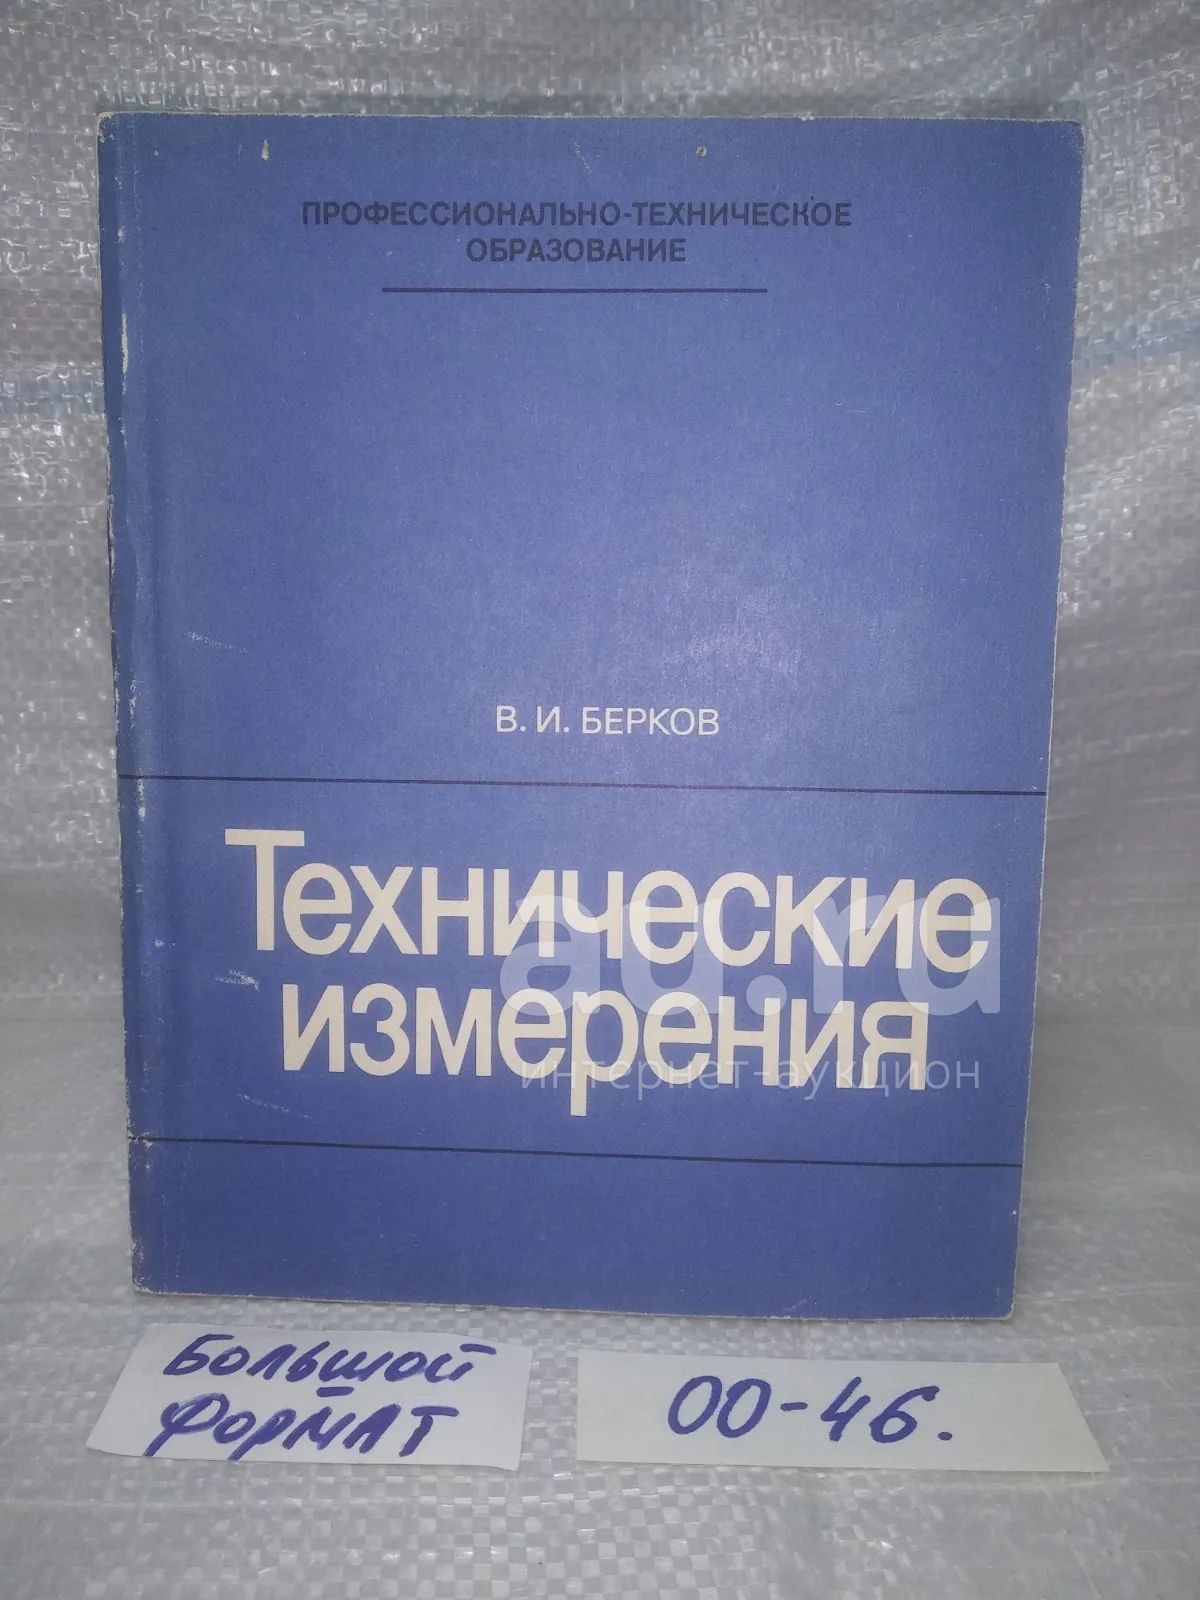 ПРОФЕССИОНАЛЬНО-ТЕХНИЧЕСКОЕ
ОБРАЗОВАНИЕ
В. И. БЕРКОВ
Технические
измерения
au.ru
интернет-аукцион
БОЛЬШОЙ
ФОРМАТ
00-46.